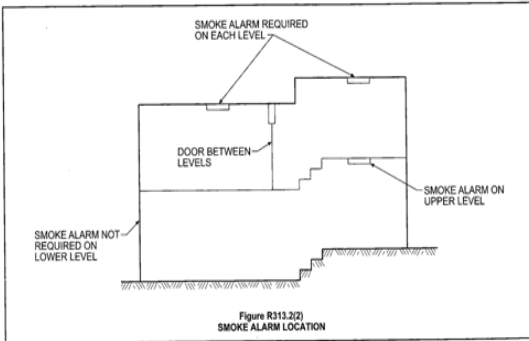 SMOKE ALARM REQUIRED
ON EACH LEVEL
DOOR BETWEEN
LEVELS
SMOKE ALARM ON
UPPER LEVEL
SMOKE ALARM NOT
REQUIRED ON
LOWER LEVEL
Figure R313.2(2)
SMOKE ALARM LOCATION